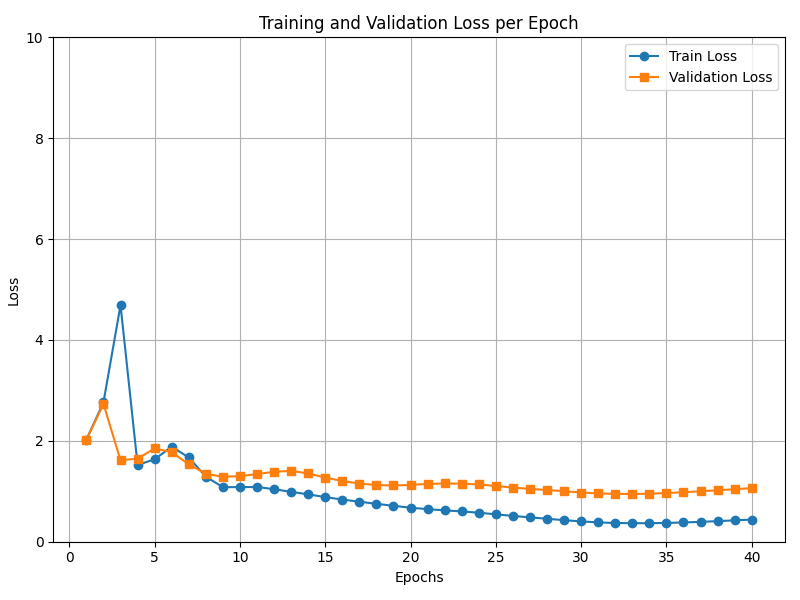 Training and Validation Loss per Epoch
10
8
6
4
2
0
Loss
Train Loss
Validation Loss
0 5 10 15 20 25 30 35 40
Epochs